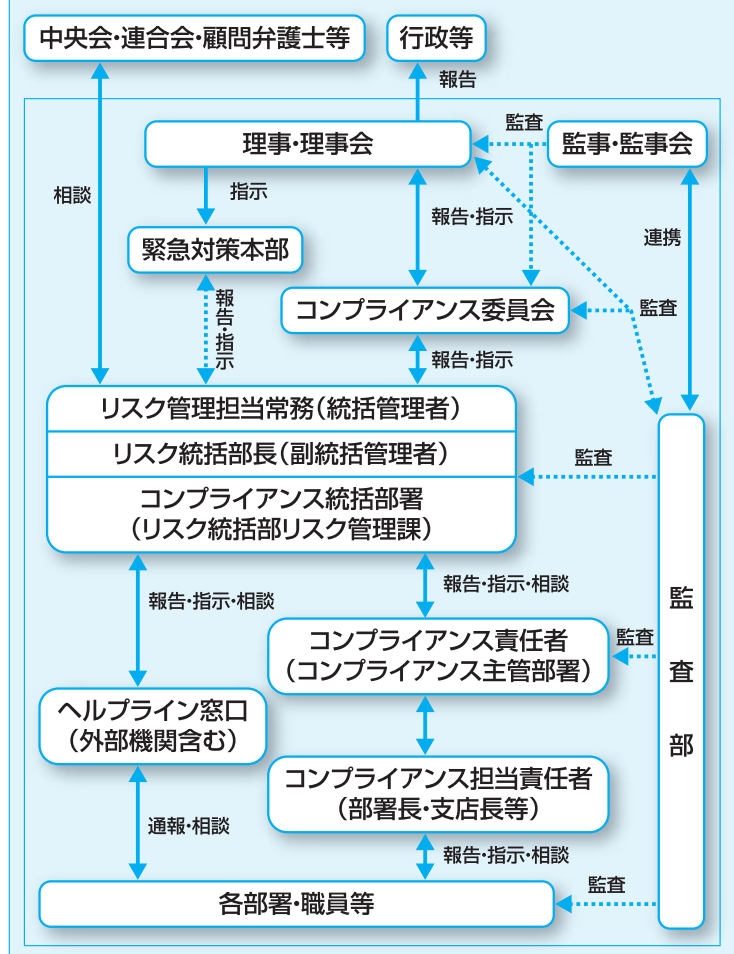 中央会・連合会・顧問弁護士等
行政等
報告
理事・理事会
監査
監事・監事会
相談
指示
報告・指示
連携
緊急対策本部
報告・指示
コンプライアンス委員会
監査
報告・指示
リスク管理担当常務(統括管理者)
リスク統括部長(副統括管理者)
監査
コンプライアンス統括部署
(リスク統括部リスク管理課)
報告・指示・相談
報告・指示・相談
監査部
コンプライアンス責任者
(コンプライアンス主管部署)
監査
ヘルプライン窓口
(外部機関含む)
コンプライアンス担当責任者
(部署長・支店長等)
通報・相談
報告・指示・相談
各部署・職員等
監査